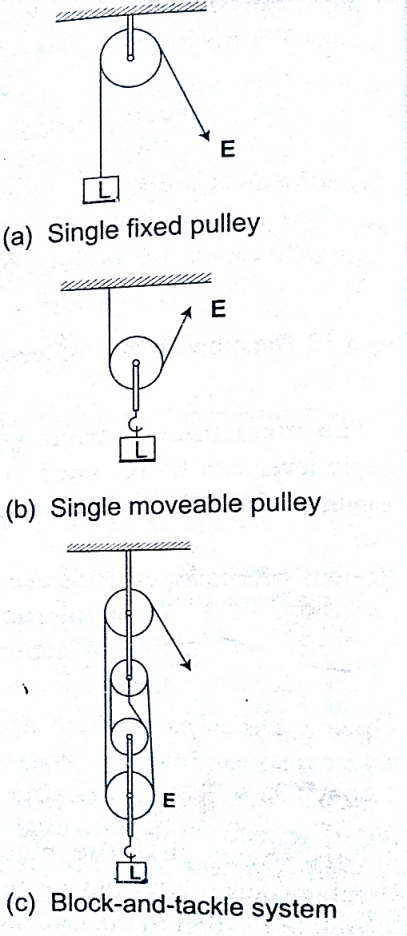 E
L
(a) Single fixed pulley
E
L
(b) Single moveable pulley
E
L
(c) Block-and-tackle system